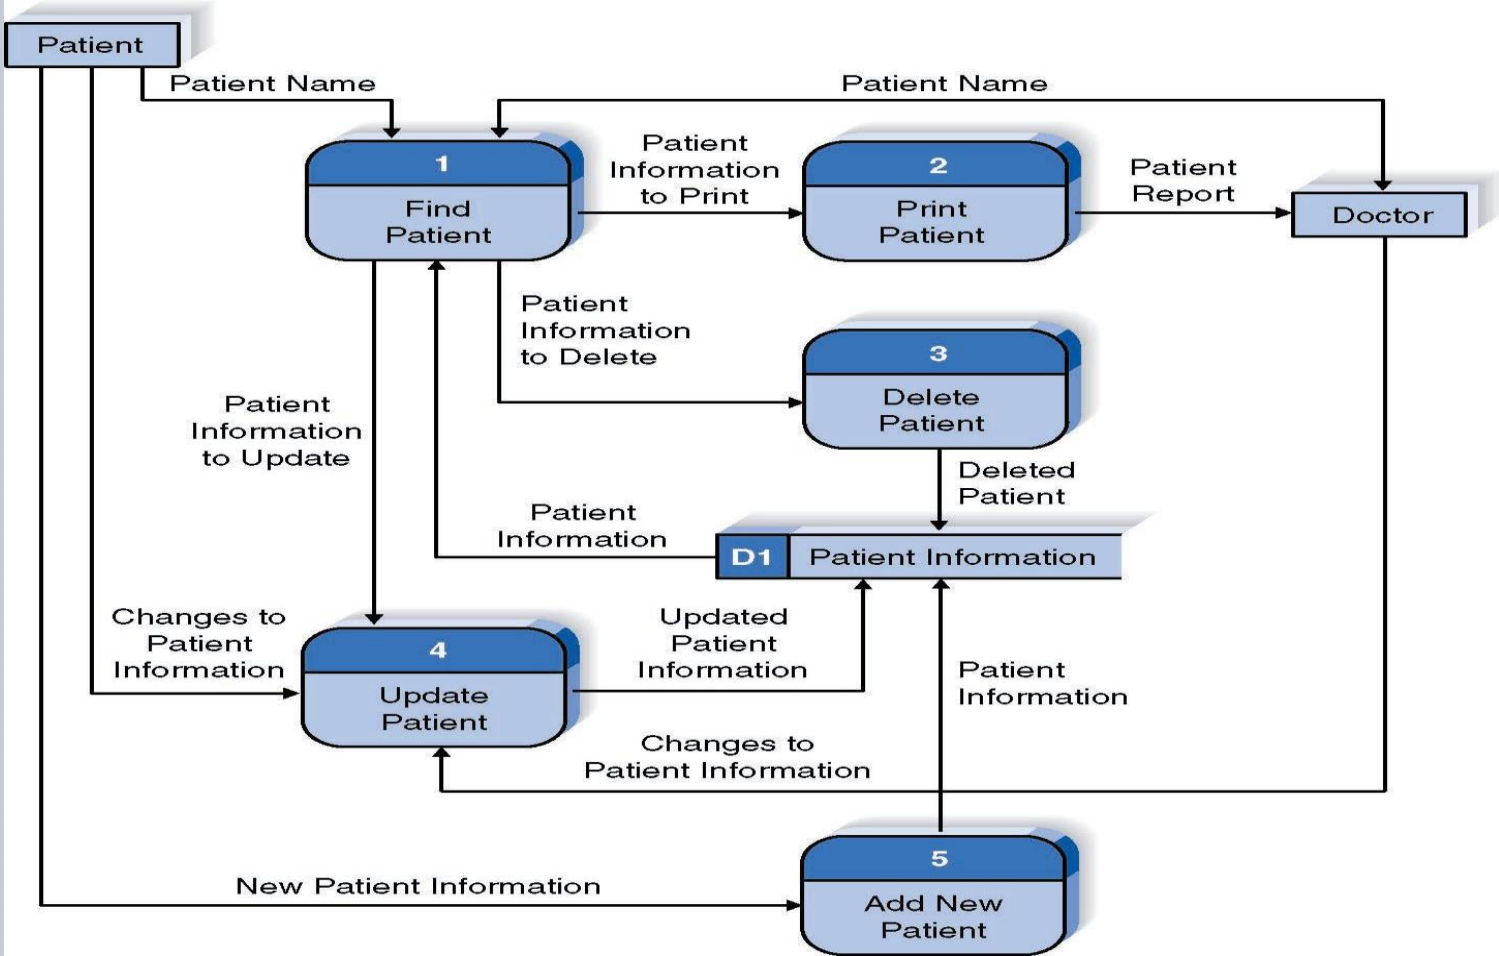 Patient
Patient Name
Patient Name
1
Find
Patient
Patient
Information
to Print
2
Print
Patient
Patient
Report
Doctor
Patient
Information
to Delete
3
Delete
Patient
Patient
Information
to Update
Deleted
Patient
Patient
Information
D1
Patient Information
Changes to
Patient
Information
4
Update
Patient
Updated
Patient
Information
Patient
Information
Changes to
Patient Information
New Patient Information
5
Add New
Patient